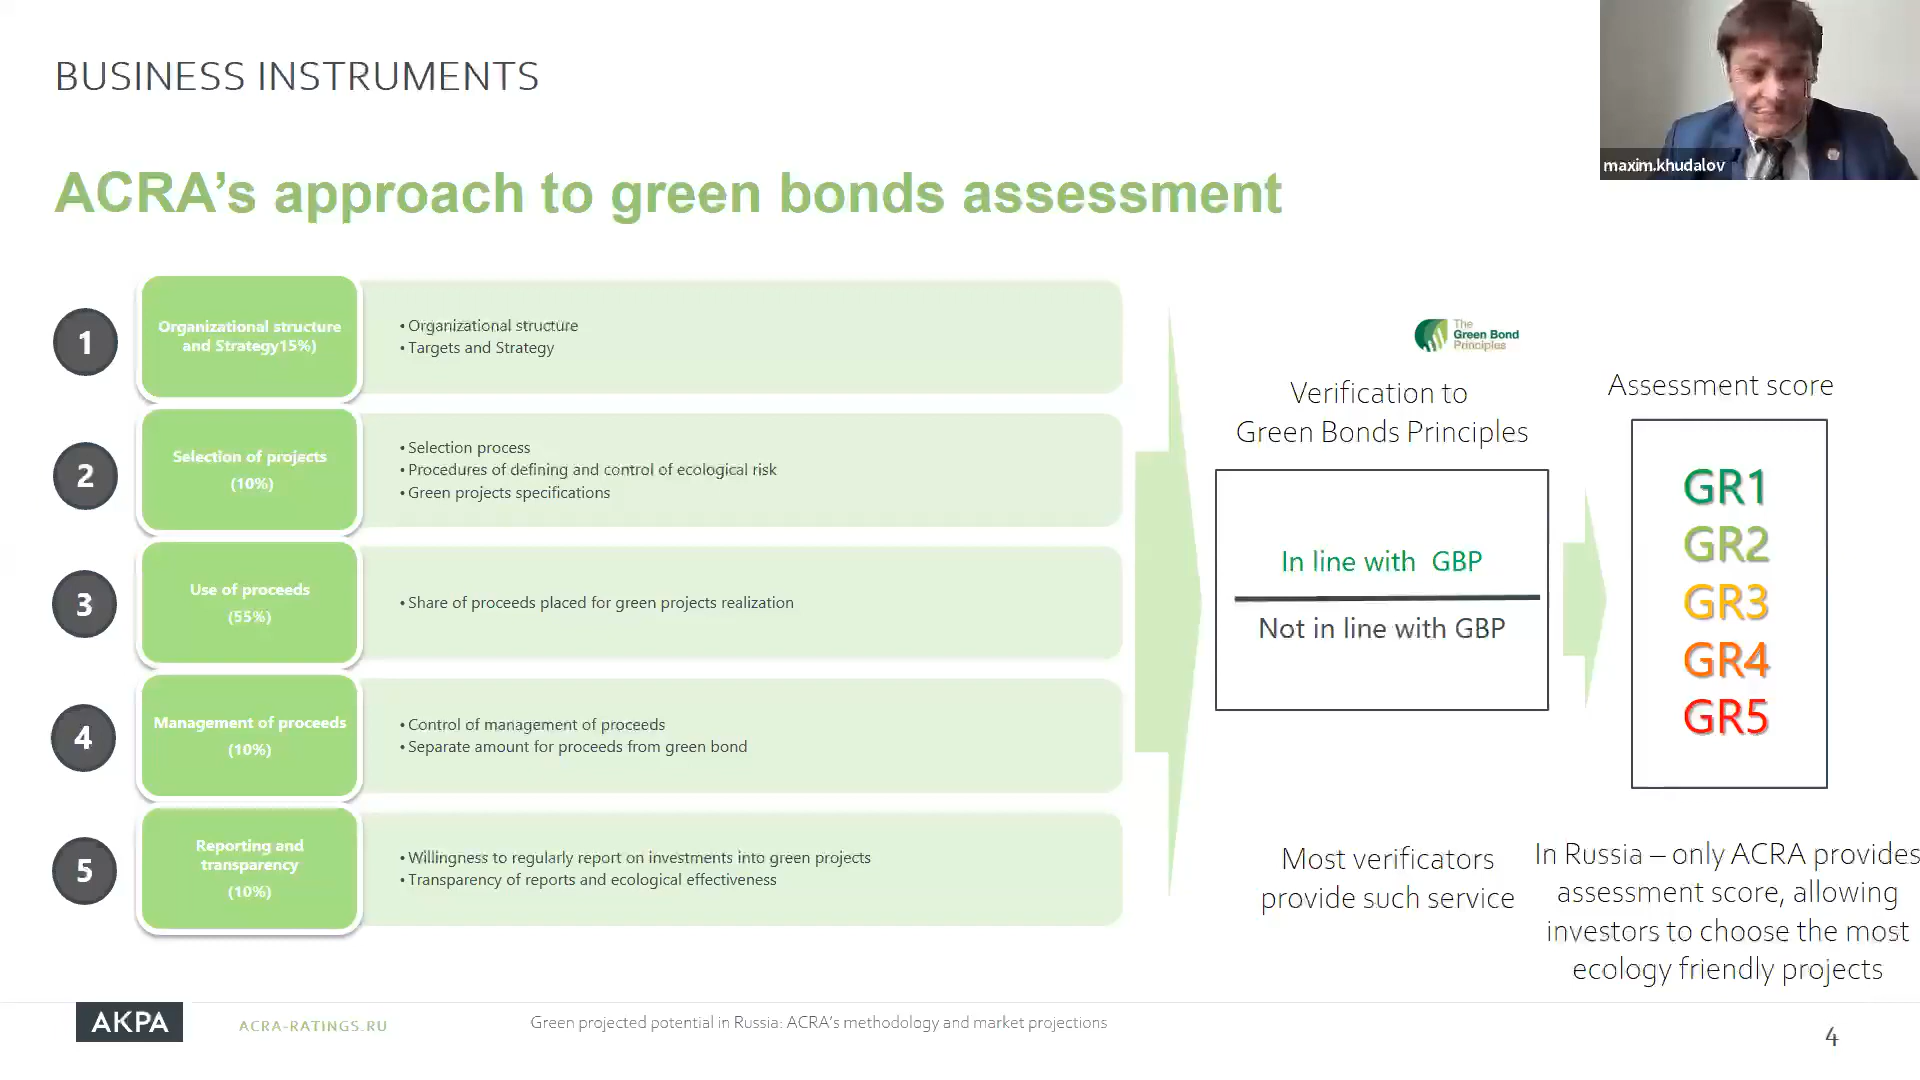 BUSINESS INSTRUMENTS
maxim.khudalov
ACRA's approach to green bonds assessment
1
Organizational structure
and Strategy15%)
• Organizational structure
• Targets and Strategy
2
Selection of projects
(10%)
• Selection process
• Procedures of defining and control of ecological risk
• Green projects specifications
3
Use of proceeds
(55%)
• Share of proceeds placed for green projects realization
4
Management of proceeds
(10%)
• Control of management of proceeds
• Separate amount for proceeds from green bond
5
Reporting and
transparency
(10%)
• Willingness to regularly report on investments into green projects
• Transparency of reports and ecological effectiveness
The
Green Bond
Principles
Verification to
Green Bonds Principles
In line with GBP
Not in line with GBP
Most verificators
provide such service
Assessment score
GR1
GR2
GR3
GR4
GR5
In Russia – only ACRA provides
assessment score, allowing
investors to choose the most
ecology friendly projects
АКРА
ACRA-RATINGS.RU
Green projected potential in Russia: ACRA's methodology and market projections
4